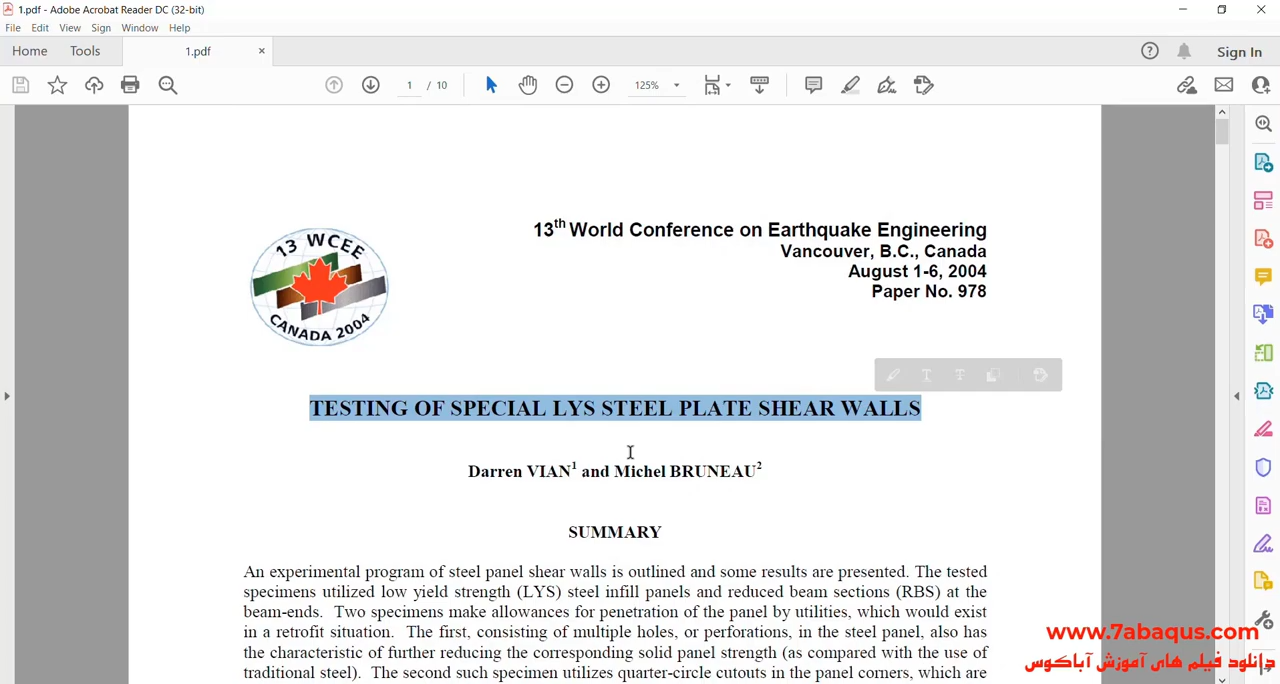 1.pdf - Adobe Acrobat Reader DC (32-bit)
File Edit View Sign Window Help
Home Tools 1.pdf × Sign In
1 / 10 125%
13 WCEE
CANADA 2004
13th World Conference on Earthquake Engineering
Vancouver, B.C., Canada
August 1-6, 2004
Paper No. 978
TESTING OF SPECIAL LYS STEEL PLATE SHEAR WALLS
Darren VIAN1 and Michel BRUNEAU2
SUMMARY
An experimental program of steel panel shear walls is outlined and some results are presented. The tested
specimens utilized low yield strength (LYS) steel infill panels and reduced beam sections (RBS) at the
beam-ends. Two specimens make allowances for penetration of the panel by utilities, which would exist
in a retrofit situation. The first, consisting of multiple holes, or perforations, in the steel panel, also has
the characteristic of further reducing the corresponding solid panel strength (as compared with the use of
traditional steel). The second such specimen utilizes quarter-circle cutouts in the panel corners, which are
www.7abaqus.com
دانلود فیلم های آموزش آباکوس